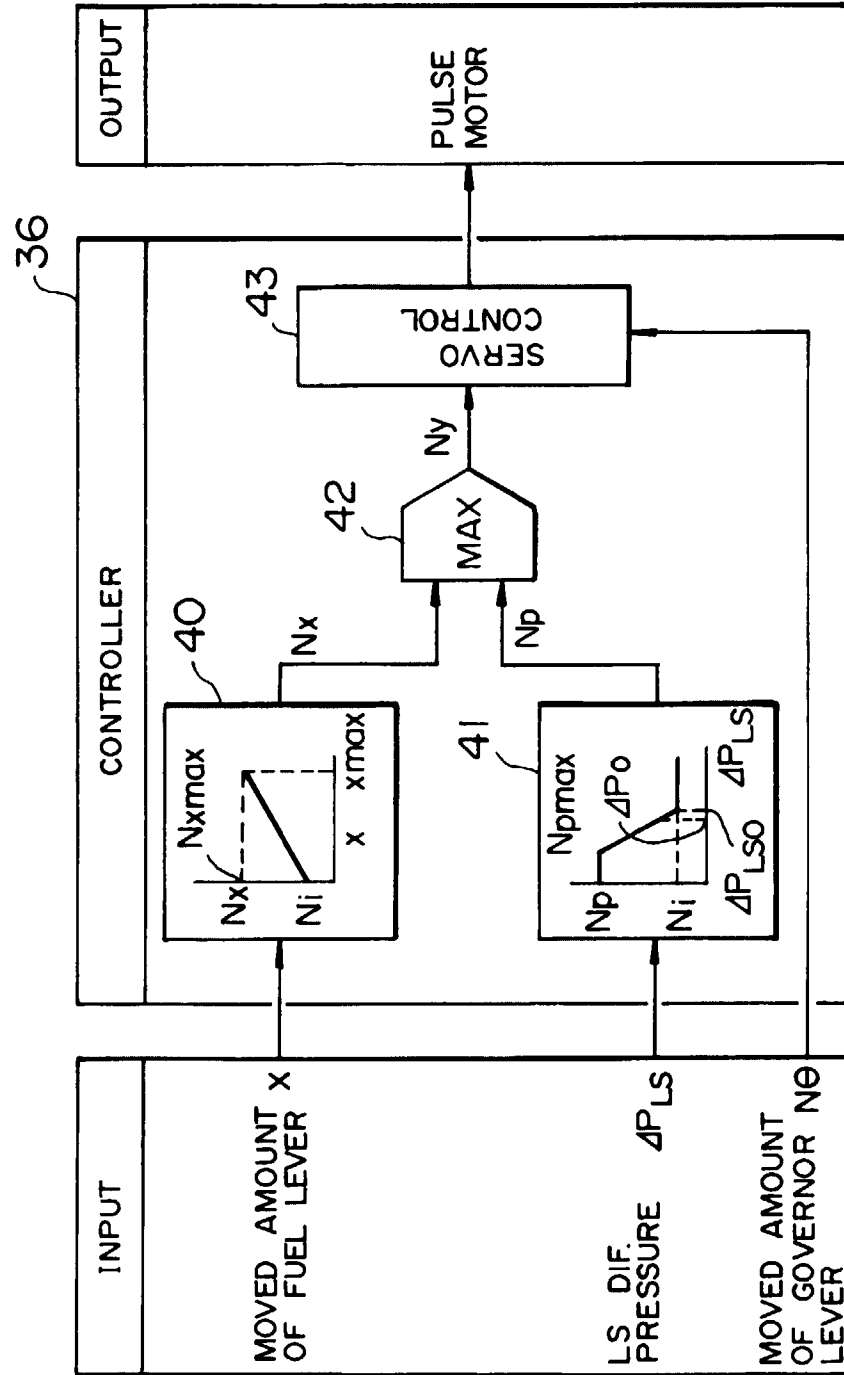 INPUT
CONTROLLER
OUTPUT
36
MOVED AMOUNT
OF FUEL LEVER X
LS DIF.
PRESSURE ΔPLS
MOVED AMOUNT
OF GOVERNOR Nθ
LEVER
40
Nxmax
Nx
Ni
x xmax
Nx
41
Npmax
Np
ΔPo
Ni
ΔPLSO
ΔPLS
Np
42
MAX
Ny
43
SERVO
CONTROL
PULSE
MOTOR